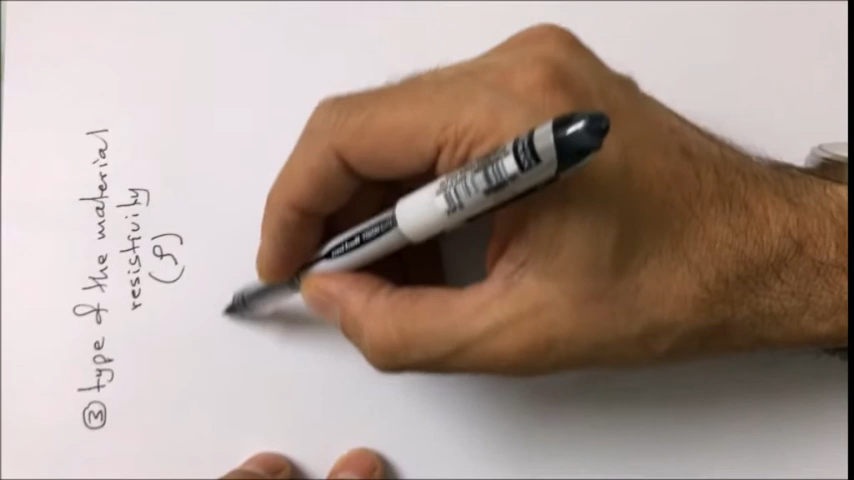 ③ type of the material
resistivity
(ρ)